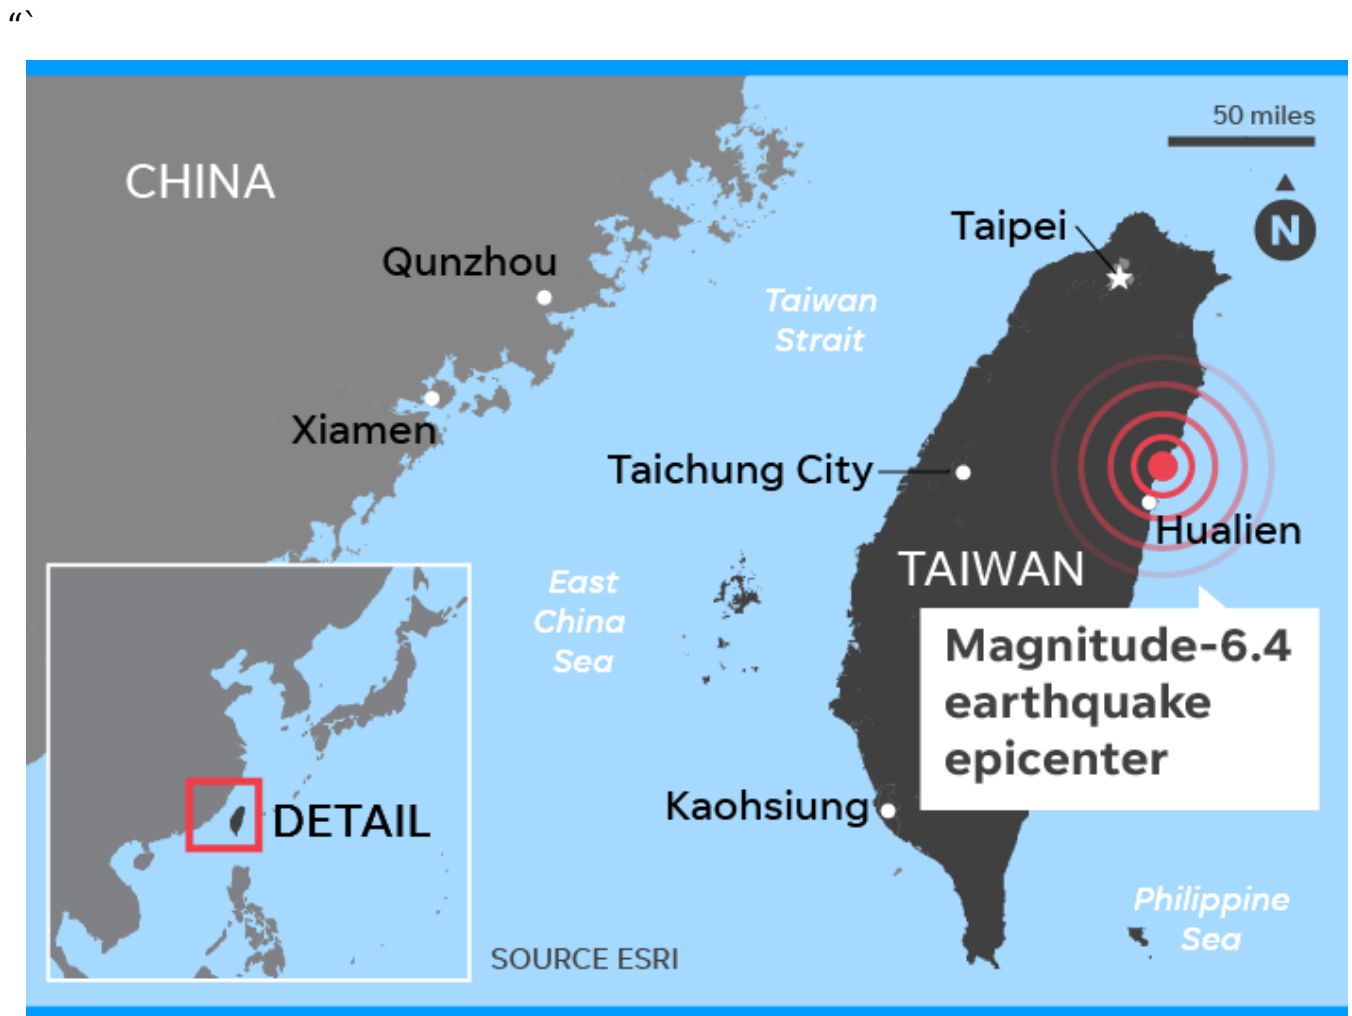 “`
50 miles
CHINA
Taipei
N
Qunzhou
Taiwan
Strait
Xiamen
Taichung City
Hualien
TAIWAN
East
China
Sea
Magnitude-6.4
earthquake
epicenter
Kaohsiung
DETAIL
Philippine
Sea
SOURCE ESRI